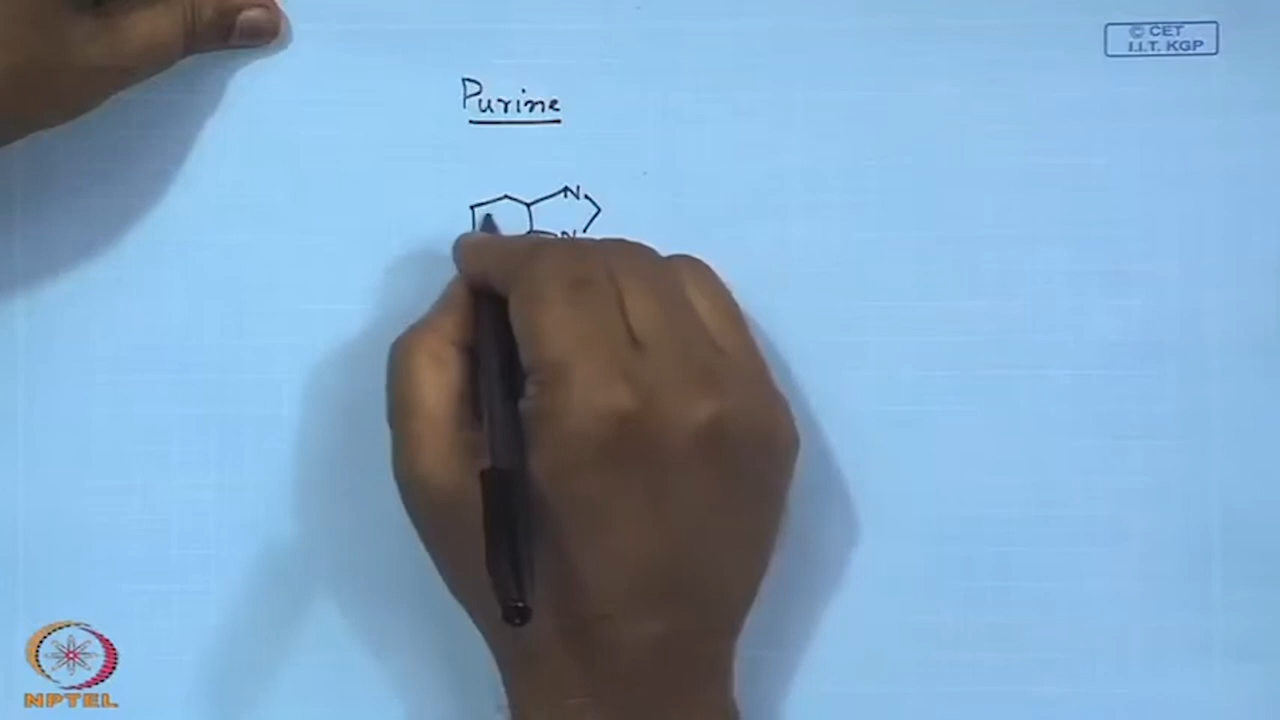 © CET
I.I.T. KGP
Purine
N
N
NPTEL